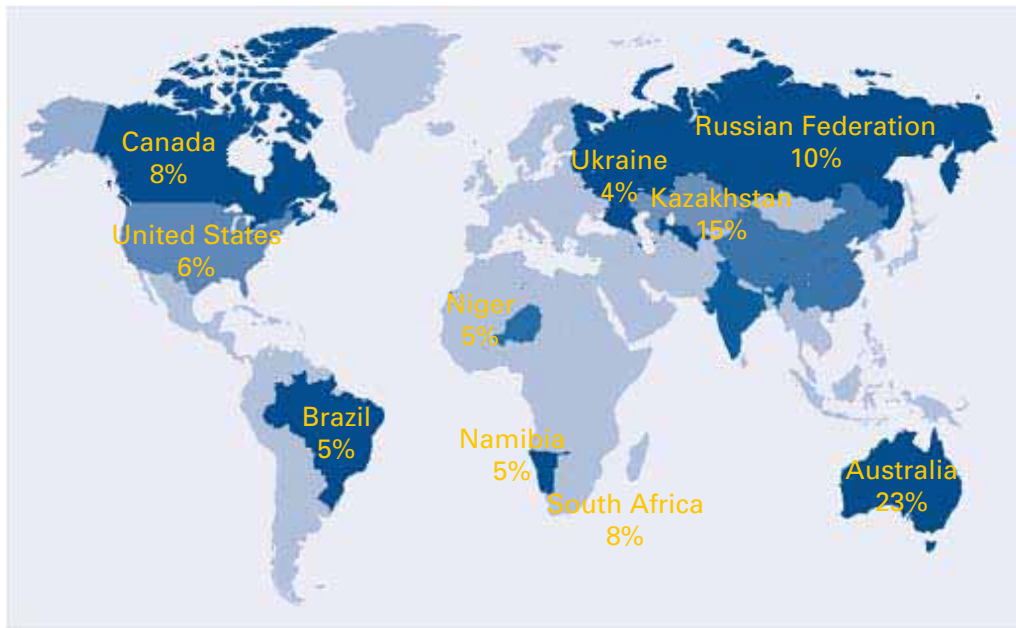 Canada
8%
Russian Federation
10%
Ukraine
4%
Kazakhstan
15%
United States
6%
Niger
5%
Brazil
5%
Namibia
5%
South Africa
8%
Australia
23%